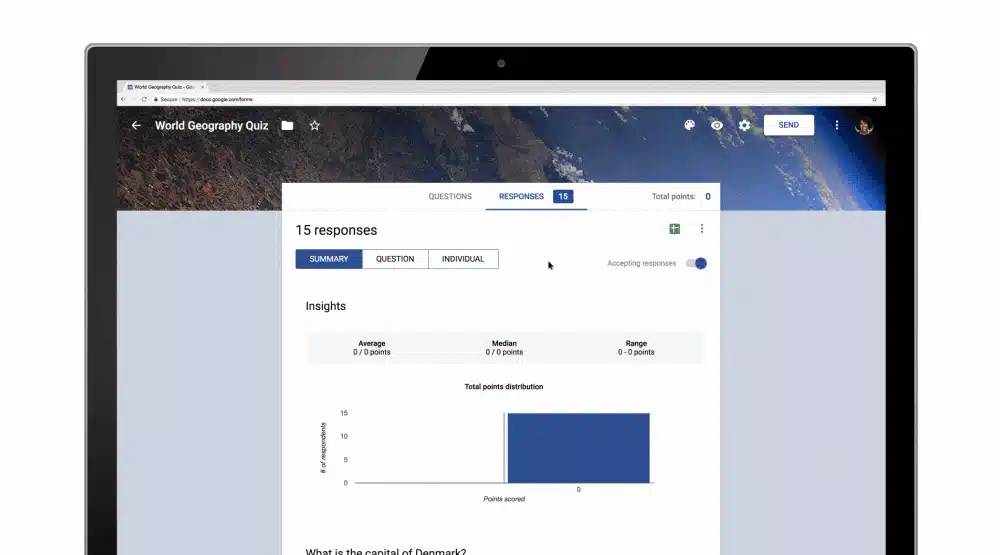 World Geography Quiz - Goo
Secure | https://docs.google.com/forms
World Geography Quiz
SEND
QUESTIONS
RESPONSES 15
Total points: 0
15 responses
SUMMARY
QUESTION
INDIVIDUAL
Accepting responses
Insights
Average
0 / 0 points
Median
0 / 0 points
Range
0 - 0 points
Total points distribution
# of respondents
15
10
5
0
0
Points scored
What is the capital of Denmark?